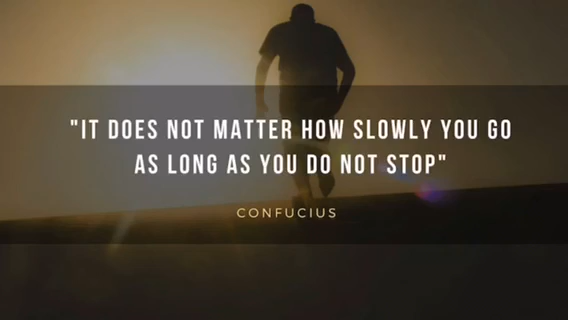 "IT DOES NOT MATTER HOW SLOWLY YOU GO
AS LONG AS YOU DO NOT STOP"
CONFUCIUS